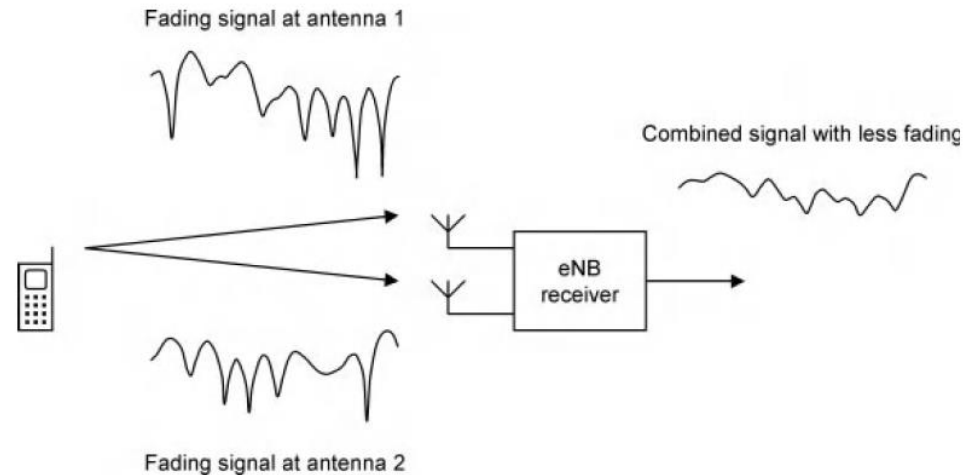 Fading signal at antenna 1
Combined signal with less fading
eNB
receiver
Fading signal at antenna 2